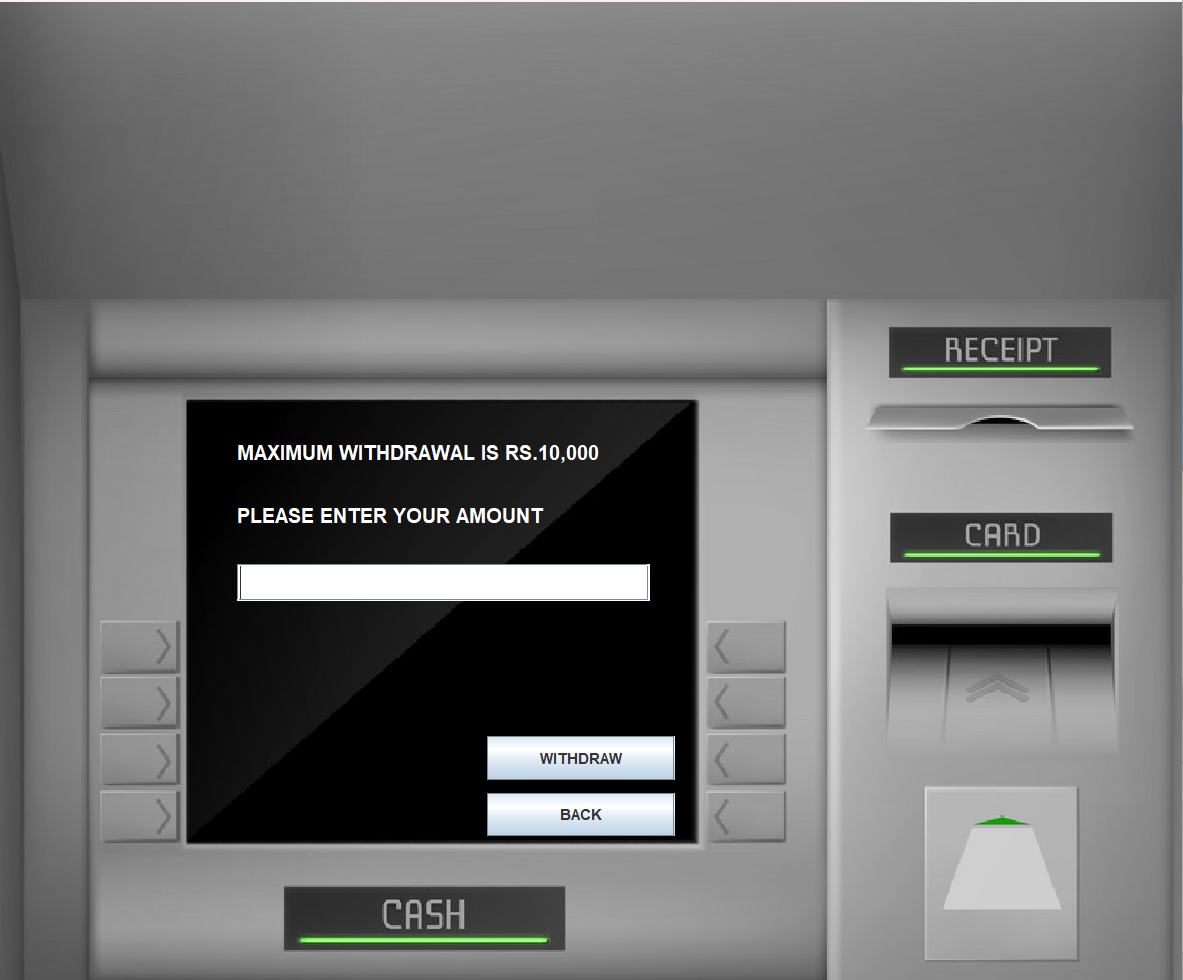 RECEIPT
MAXIMUM WITHDRAWAL IS RS.10,000
PLEASE ENTER YOUR AMOUNT
CARD
WITHDRAW
BACK
CASH